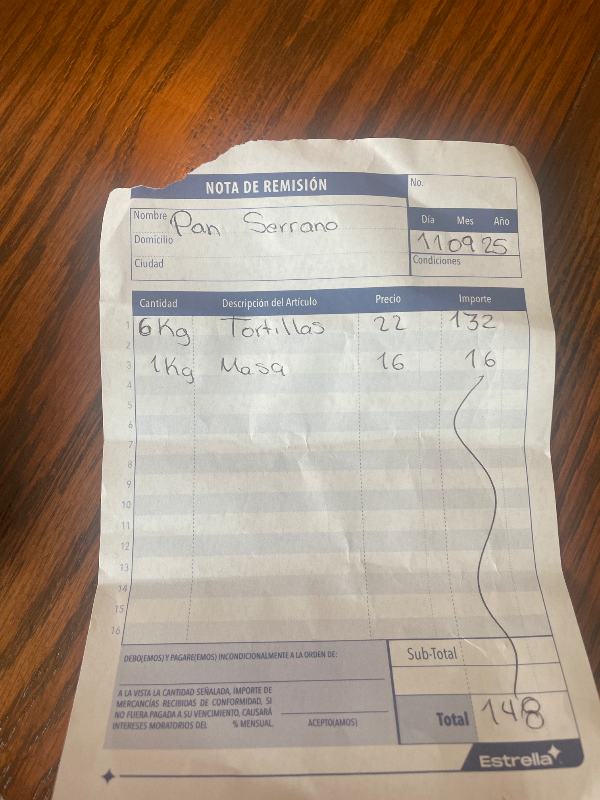 NOTA DE REMISIÓN
No.
Nombre Pan Serrano
Domicilio
Ciudad
Día Mes Año
11 09 25
Condiciones
Cantidad Descripción del Artículo Precio Importe
1 6Kg Tortillas 22 132
2
3 1Kg Masa 16 16
4
5
6
7
8
9
10
11
12
13
14
15
16
DEBO(EMOS) Y PAGARE(EMOS) INCONDICIONALMENTE A LA ORDEN DE:
A LA VISTA LA CANTIDAD SEÑALADA, IMPORTE DE
MERCANCÍAS RECIBIDAS DE CONFORMIDAD, SI
NO FUERA PAGADA A SU VENCIMIENTO, CAUSARÁ
INTERESES MORATORIOS DEL % MENSUAL. ACEPTO(AMOS)
Sub-Total
Total 148
Estrella